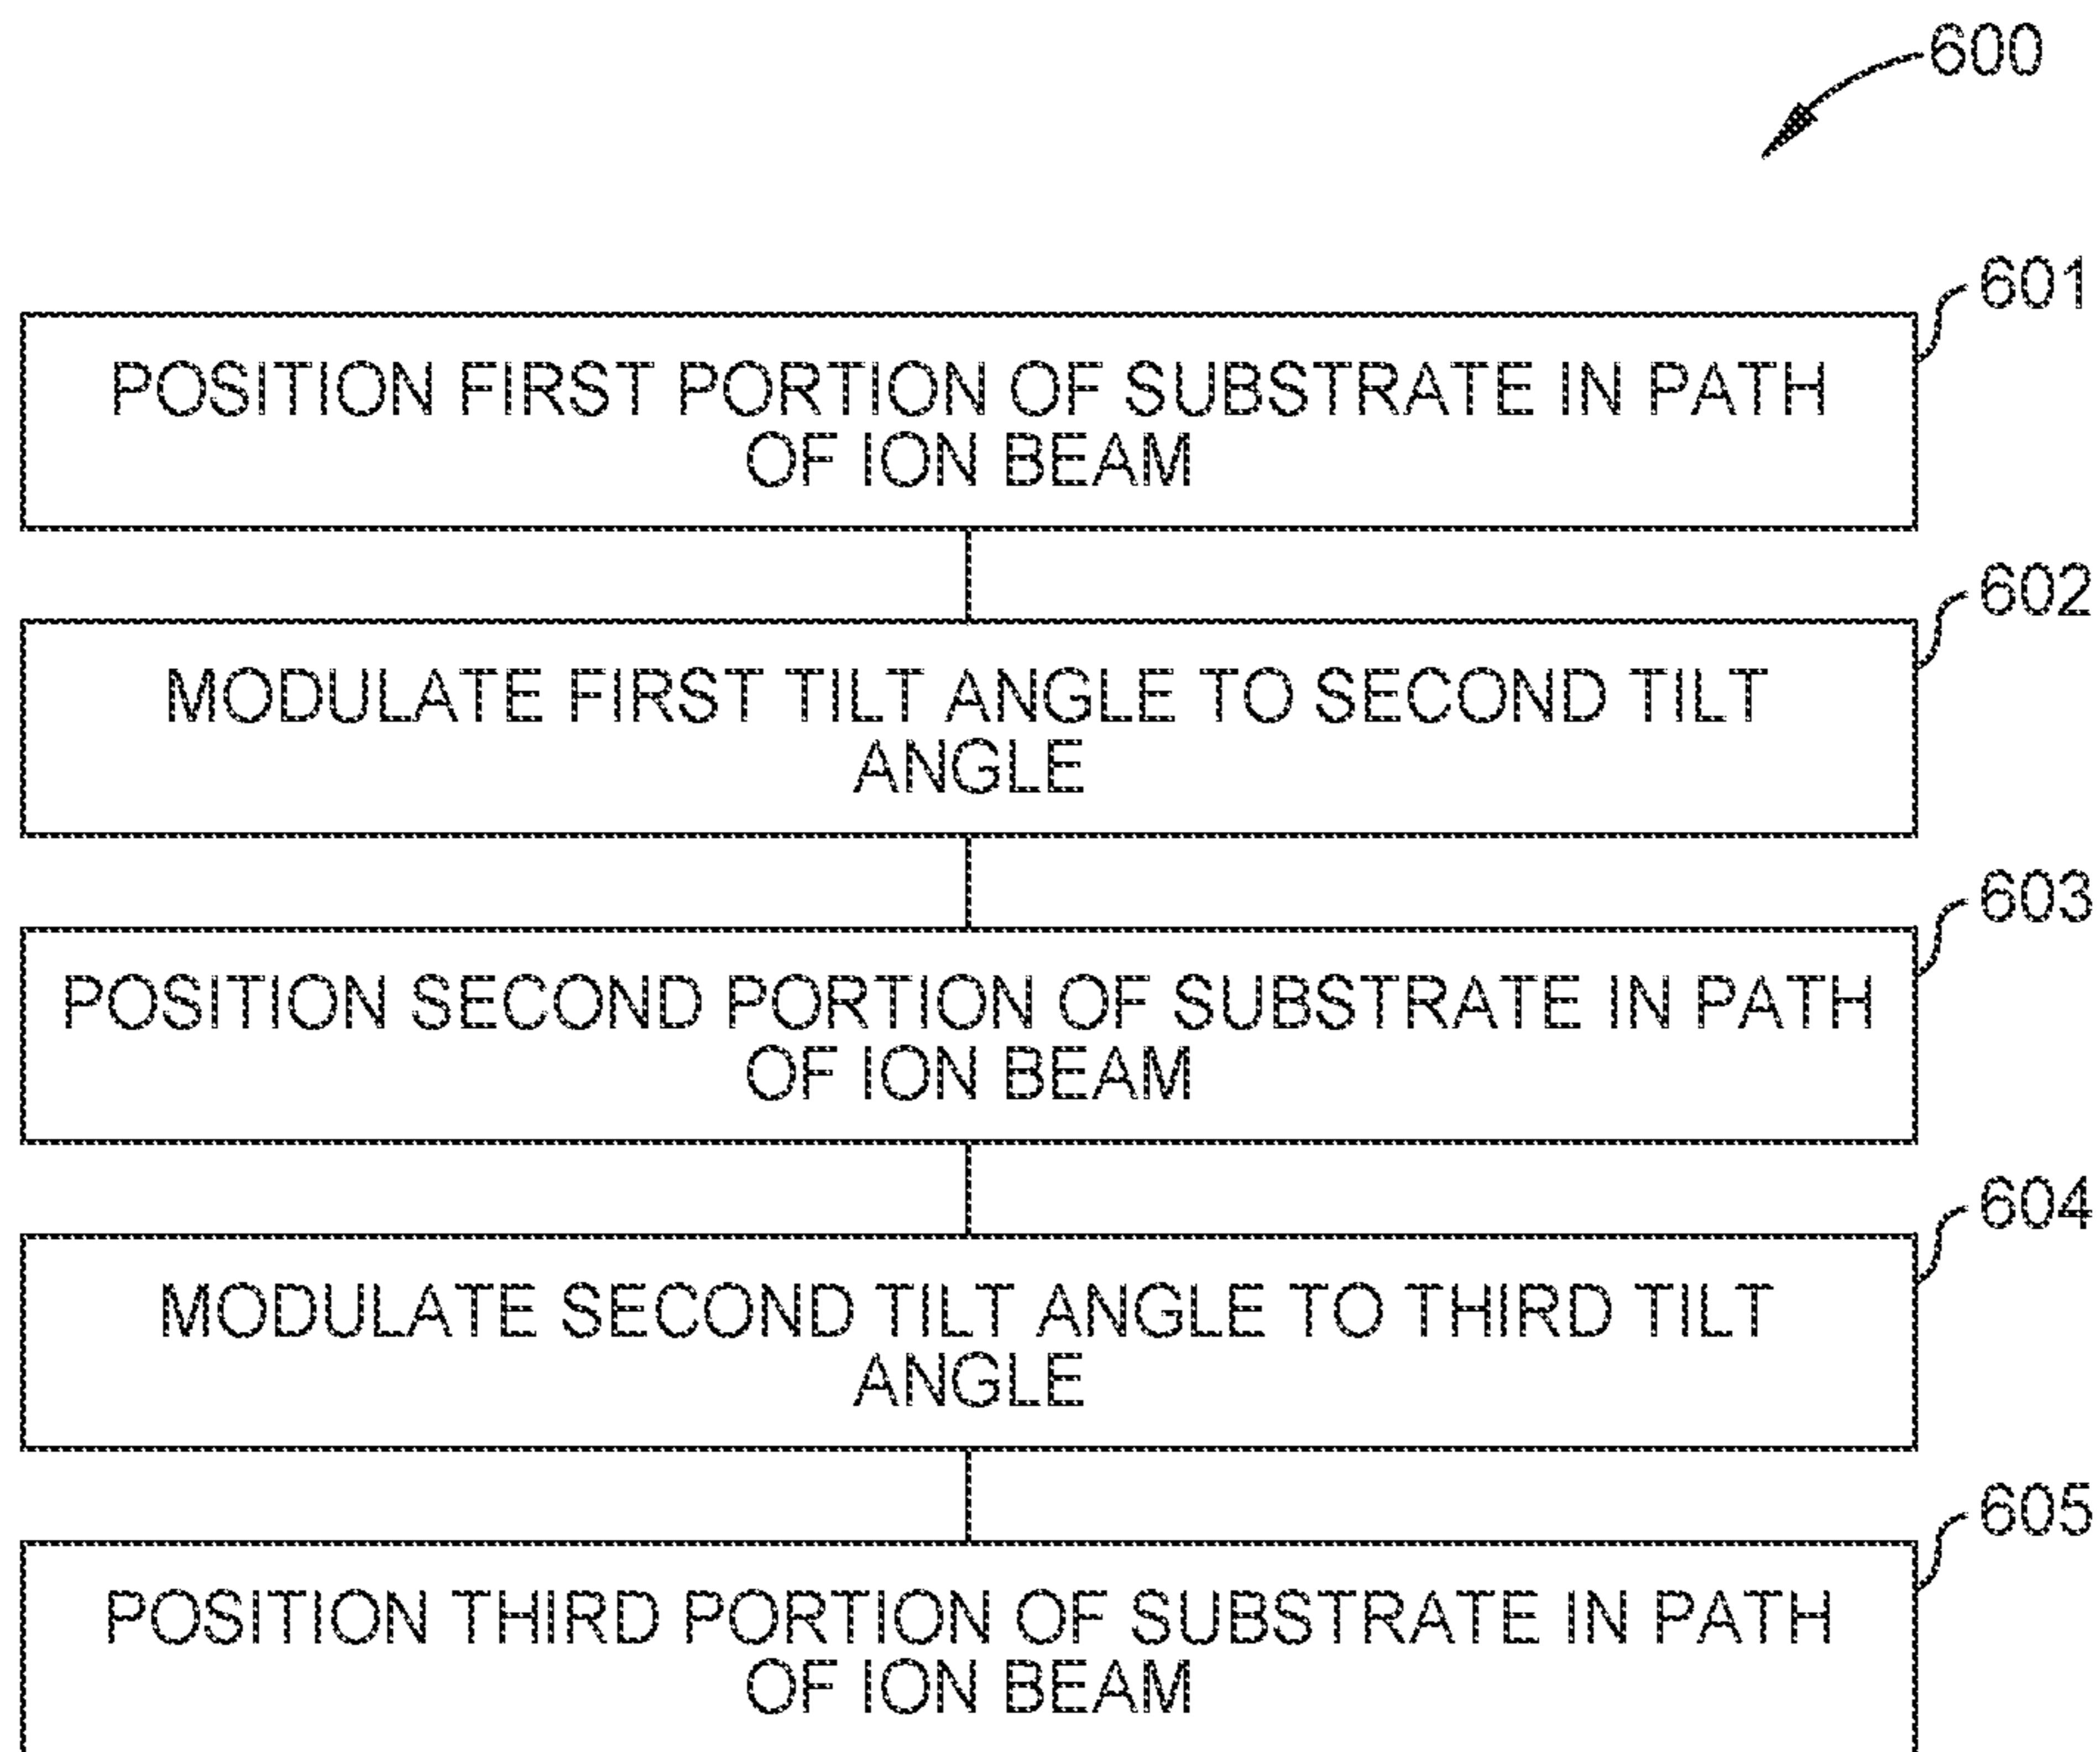 600
601
POSITION FIRST PORTION OF SUBSTRATE IN PATH
OF ION BEAM
602
MODULATE FIRST TILT ANGLE TO SECOND TILT
ANGLE
603
POSITION SECOND PORTION OF SUBSTRATE IN PATH
OF ION BEAM
604
MODULATE SECOND TILT ANGLE TO THIRD TILT
ANGLE
605
POSITION THIRD PORTION OF SUBSTRATE IN PATH
OF ION BEAM